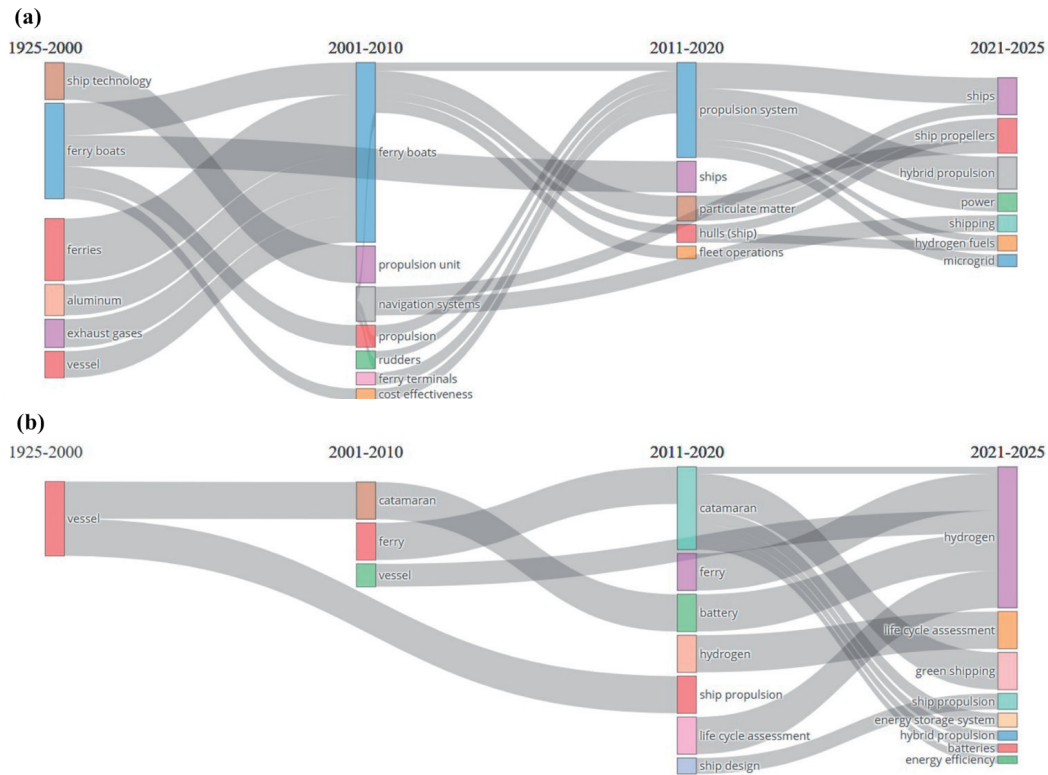 (a)
1925-2000
2001-2010
2011-2020
2021-2025
ship technology
ferry boats
ferries
aluminum
exhaust gases
vessel
ferry boats
propulsion unit
navigation systems
propulsion
rudders
ferry terminals
cost effectiveness
propulsion system
ships
particulate matter
hulls (ship)
fleet operations
ships
ship propellers
hybrid propulsion
power
shipping
hydrogen fuels
microgrid
(b)
1925-2000
2001-2010
2011-2020
2021-2025
vessel
catamaran
ferry
vessel
catamaran
ferry
battery
hydrogen
ship propulsion
life cycle assessment
ship design
hydrogen
life cycle assessment
green shipping
ship propulsion
energy storage system
hybrid propulsion
batteries
energy efficiency